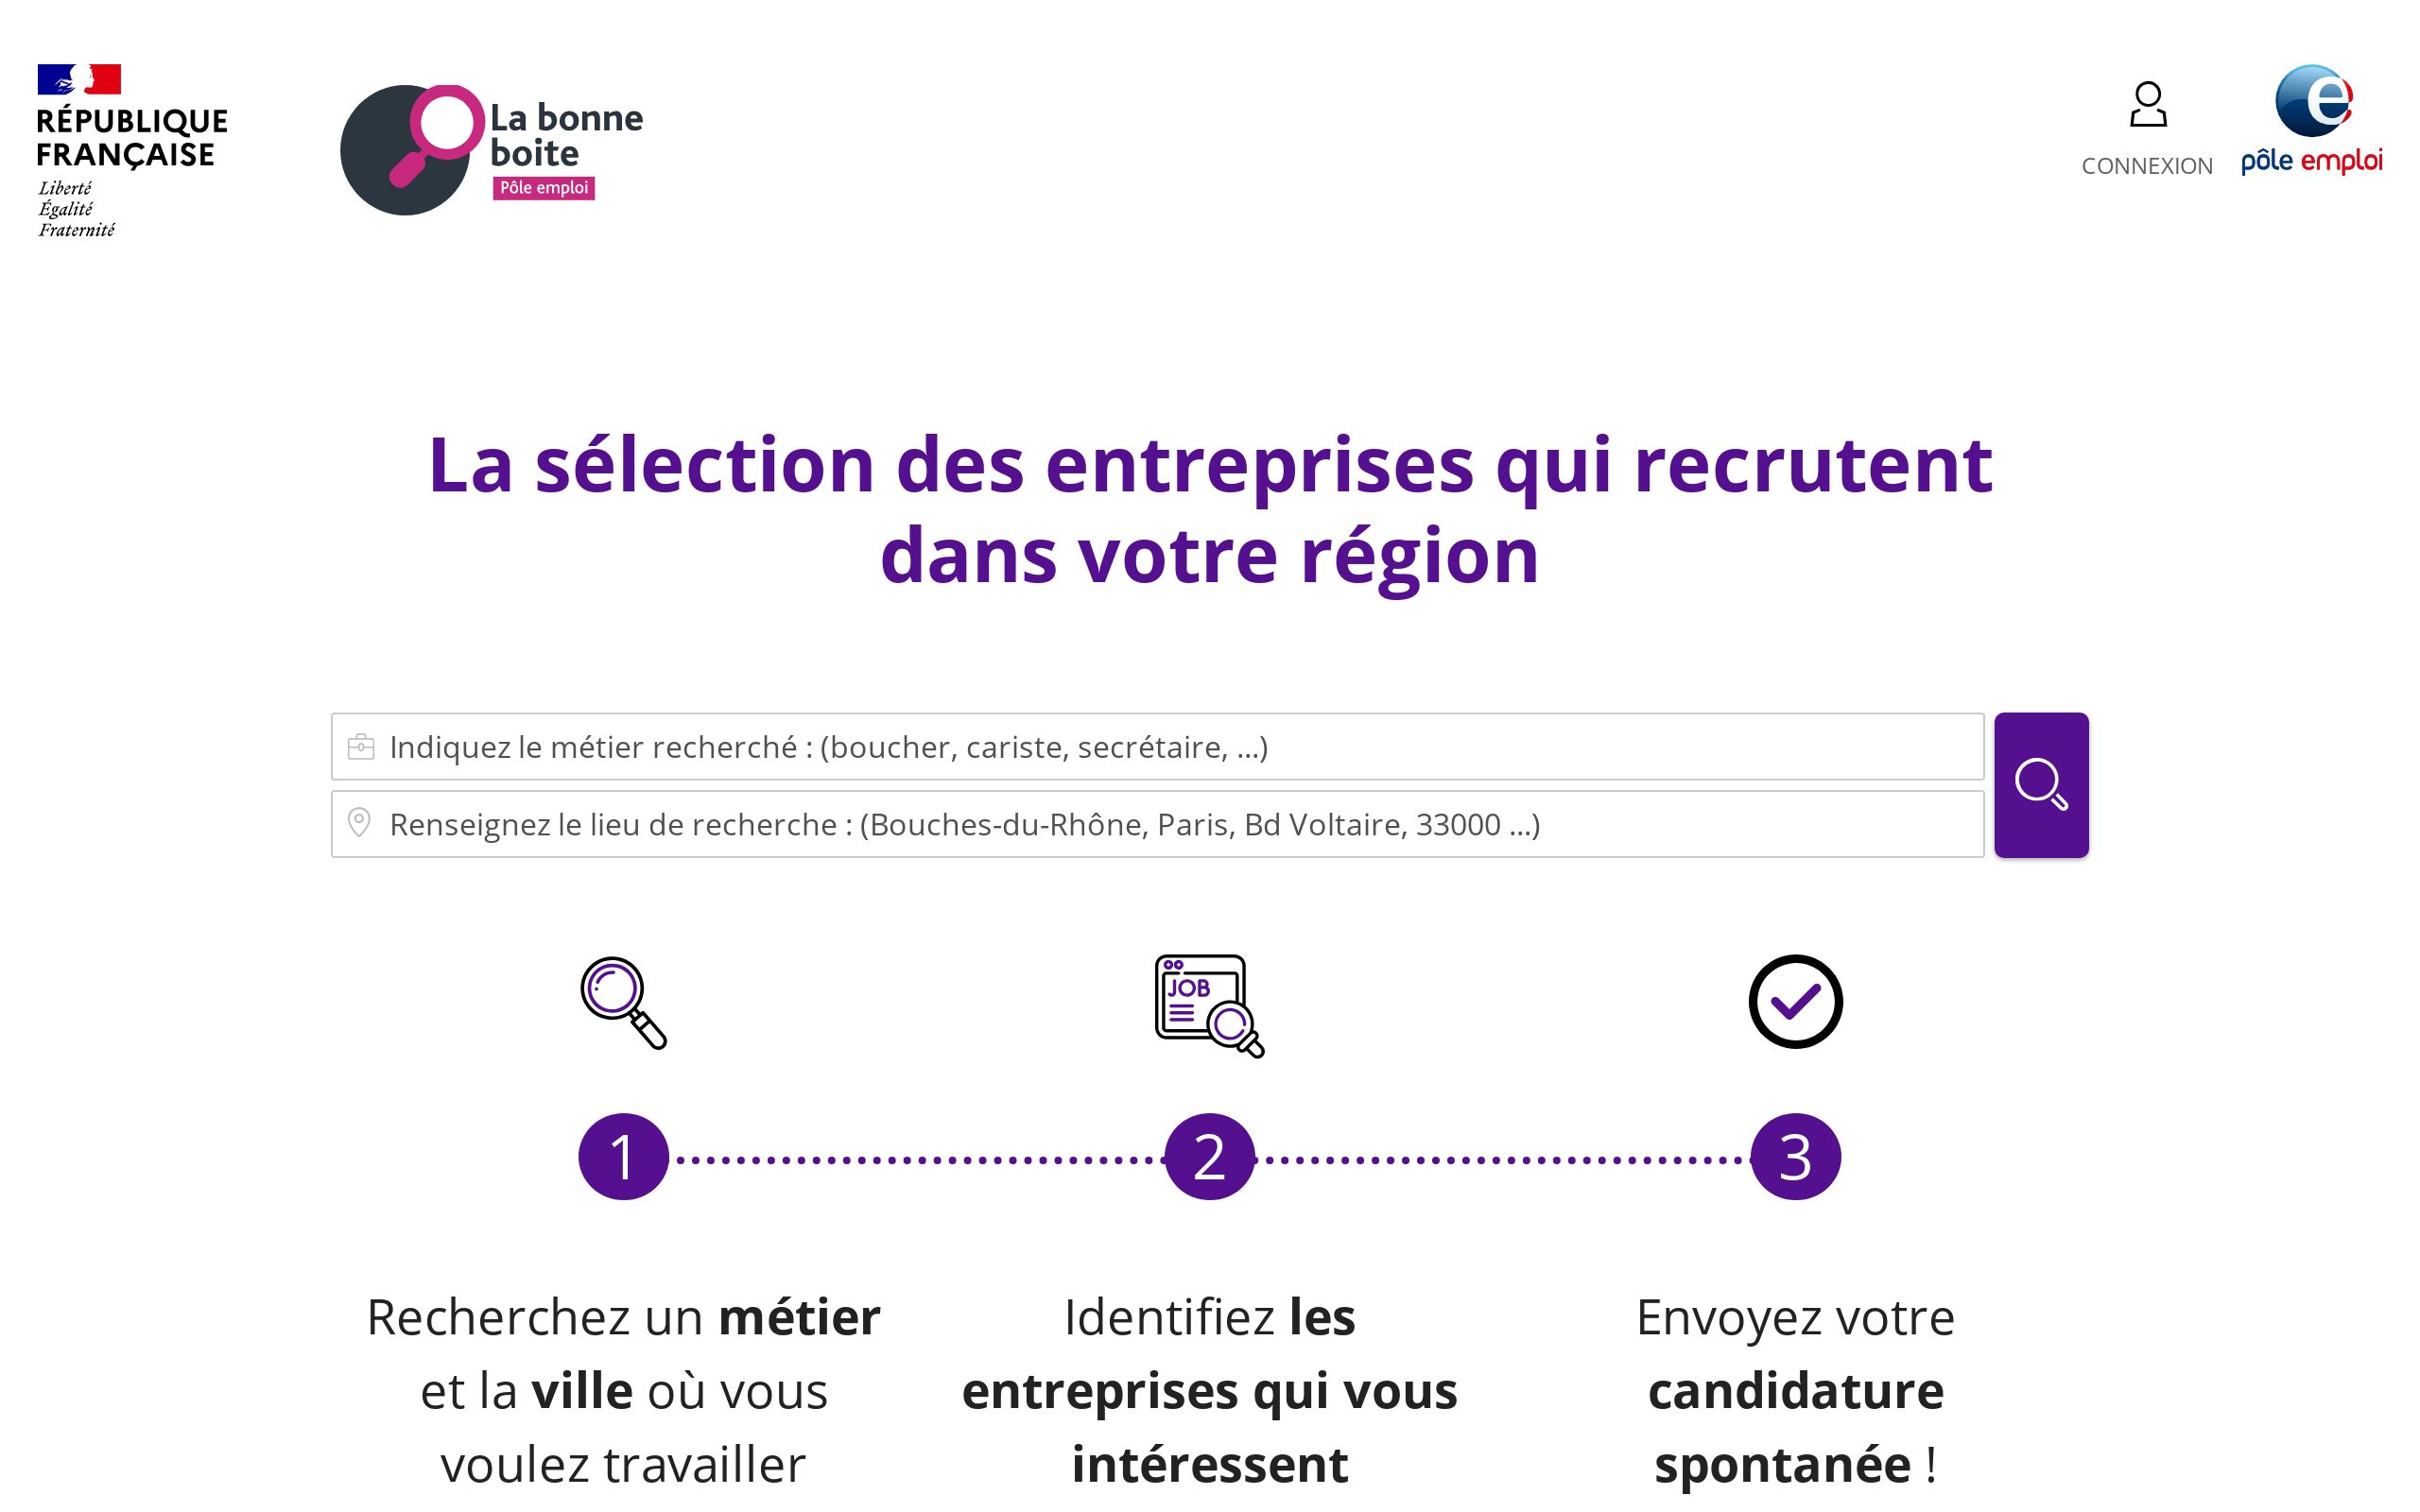 RÉPUBLIQUE
FRANÇAISE
Liberté
Égalité
Fraternité
La bonne
boite
Pôle emploi
CONNEXION
pôle emploi
La sélection des entreprises qui recrutent
dans votre région
Indiquez le métier recherché : (boucher, cariste, secrétaire, ...)
Renseignez le lieu de recherche : (Bouches-du-Rhône, Paris, Bd Voltaire, 33000 ...)
JOB
1
2
3
Recherchez un métier
et la ville où vous
voulez travailler
Identifiez les
entreprises qui vous
intéressent
Envoyez votre
candidature
spontanée !